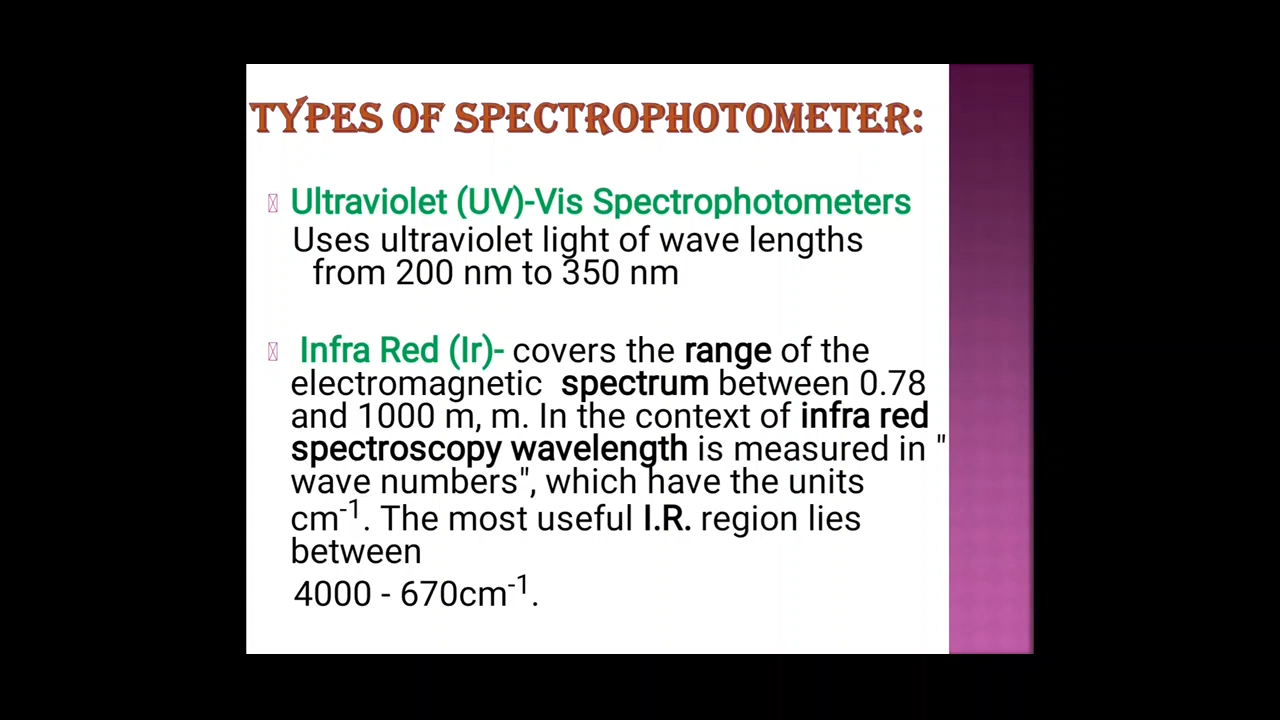 TYPES OF SPECTROPHOTOMETER:
Ultraviolet (UV)-Vis Spectrophotometers
Uses ultraviolet light of wave lengths
from 200 nm to 350 nm
Infra Red (Ir)- covers the range of the
electromagnetic spectrum between 0.78
and 1000 m, m. In the context of infra red
spectroscopy wavelength is measured in "
wave numbers", which have the units
cm⁻¹. The most useful I.R. region lies
between
4000 - 670cm⁻¹.